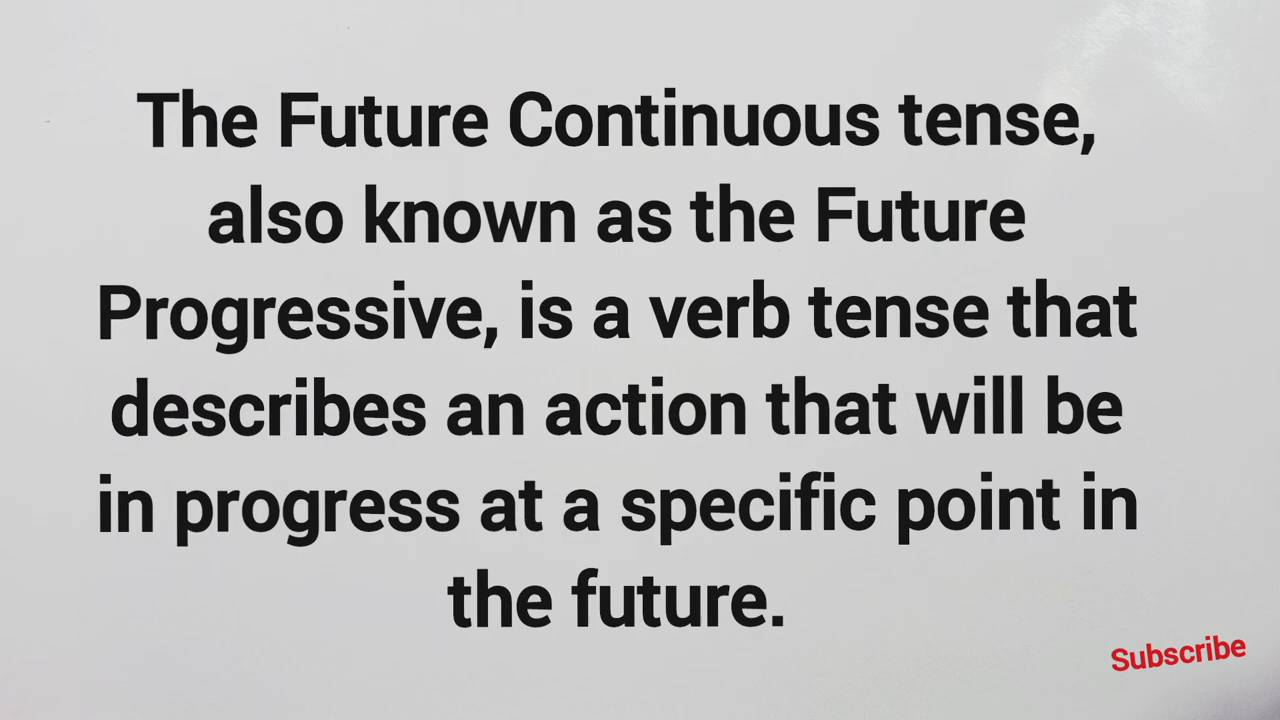 The Future Continuous tense,
also known as the Future
Progressive, is a verb tense that
describes an action that will be
in progress at a specific point in
the future.
Subscribe